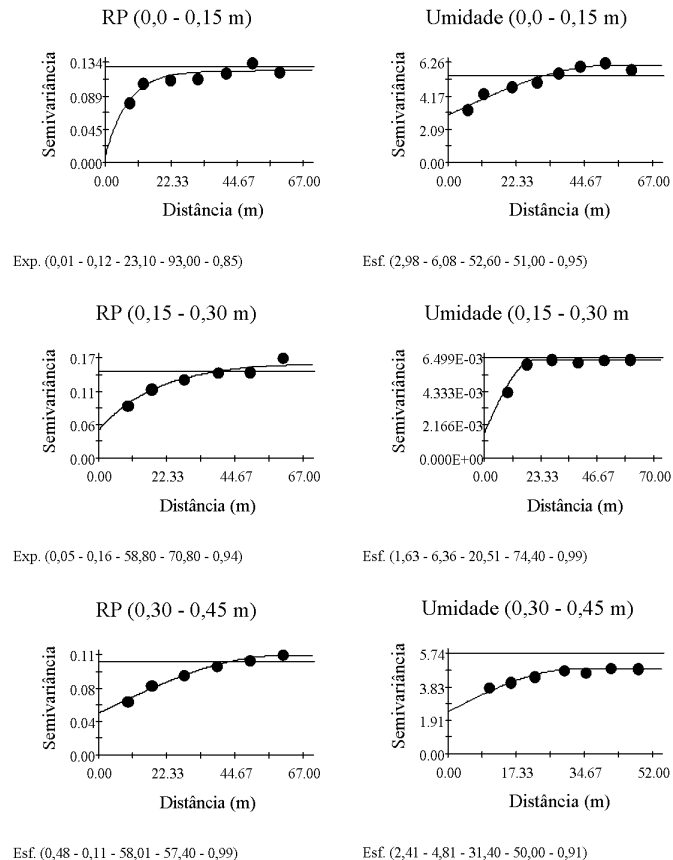 RP (0,0 - 0,15 m)
Semivariância
0.134
0.089
0.045
0.000
0.00 22.33 44.67 67.00
Distância (m)
Exp. (0,01 - 0,12 - 23,10 - 93,00 - 0,85)
Umidade (0,0 - 0,15 m)
Semivariância
6.26
4.17
2.09
0.00
0.00 22.33 44.67 67.00
Distância (m)
Esf. (2,98 - 6,08 - 52,60 - 51,00 - 0,95)
RP (0,15 - 0,30 m)
Semivariância
0.17
0.11
0.06
0.00
0.00 22.33 44.67 67.00
Distância (m)
Exp. (0,05 - 0,16 - 58,80 - 70,80 - 0,94)
Umidade (0,15 - 0,30 m
Semivariância
6.499E-03
4.333E-03
2.166E-03
0.000E+00
0.00 23.33 46.67 70.00
Distância (m)
Esf. (1,63 - 6,36 - 20,51 - 74,40 - 0,99)
RP (0,30 - 0,45 m)
Semivariância
0.11
0.08
0.04
0.00
0.00 22.33 44.67 67.00
Distância (m)
Esf. (0,48 - 0,11 - 58,01 - 57,40 - 0,99)
Umidade (0,30 - 0,45 m)
Semivariância
5.74
3.83
1.91
0.00
0.00 17.33 34.67 52.00
Distância (m)
Esf. (2,41 - 4,81 - 31,40 - 50,00 - 0,91)